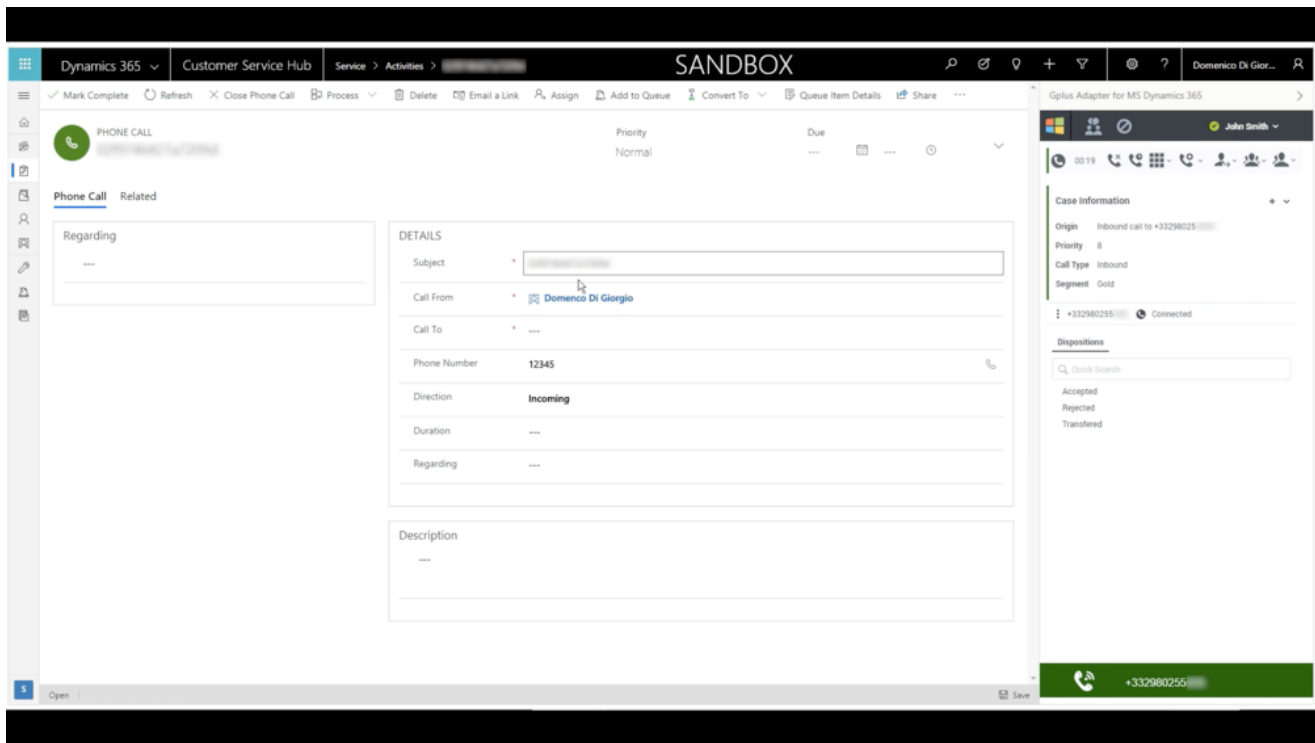 Dynamics 365 Customer Service Hub Service > Activities > SANDBOX Domenico Di Gior...
Mark Complete Refresh Close Phone Call Process Delete Email a Link Assign Add to Queue Convert To Queue Item Details Share ...
PHONE CALL
Priority
Normal
Due
---
---
Phone Call Related
Regarding
---
DETAILS
Subject *
Call From * Domenco Di Giorgio
Call To * ---
Phone Number 12345
Direction Incoming
Duration ---
Regarding ---
Description
---
S
Open
Save
Gplus Adapter for MS Dynamics 365 >
John Smith
00:19
Case Information
Origin Inbound call to +33298025
Priority 8
Call Type Inbound
Segment Gold
+332980255 Connected
Dispositions
Quick Search
Accepted
Rejected
Transfered
+332980255